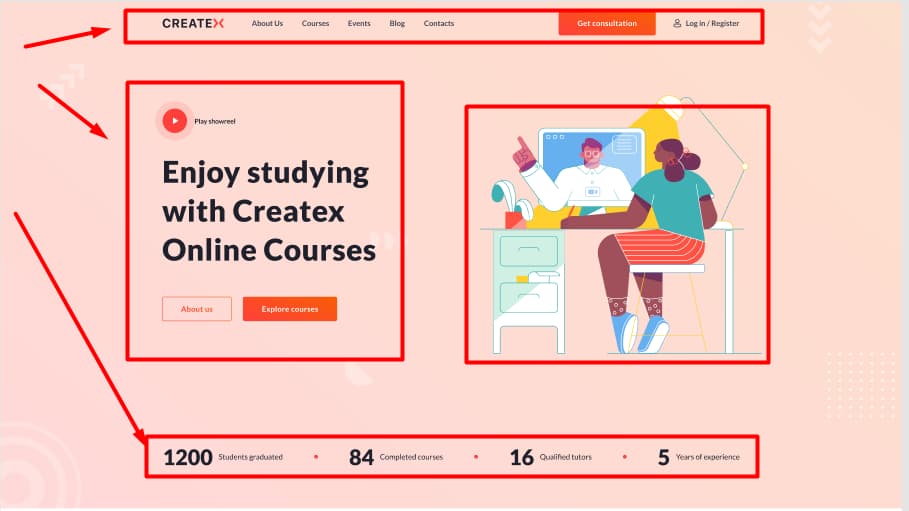 CREATEX About Us Courses Events Blog Contacts Get consultation Log in / Register
Play showreel
Enjoy studying
with Createx
Online Courses
About us Explore courses
1200 Students graduated • 84 Completed courses • 16 Qualified tutors • 5 Years of experience